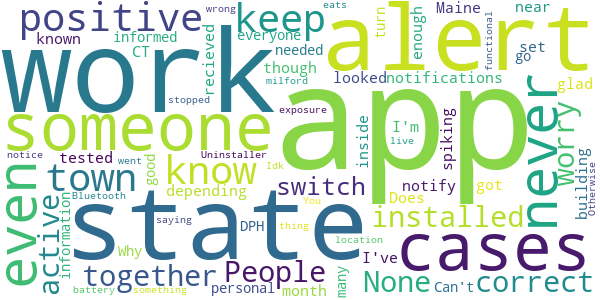 positive
keep
alert
Maine
near
eats
wrong
known
informed
CT
everyone
recieved
needed
turn
enough
set
go
functional
work
someone
though
looked
notifications
glad
app
never
Worry
even
notice
tested
Uninstaller
stopped
milford
exposure
inside
I'm
live
spiking
building
Otherwise
town
know
depending
good
went
Idk
switch
notify
got
installed
active
information
Bluetooth
state
You
Does
saying
Why
DPH
thing
location
I've
cases
together
People
personal
month
many
None
Can't
correct
battery
something